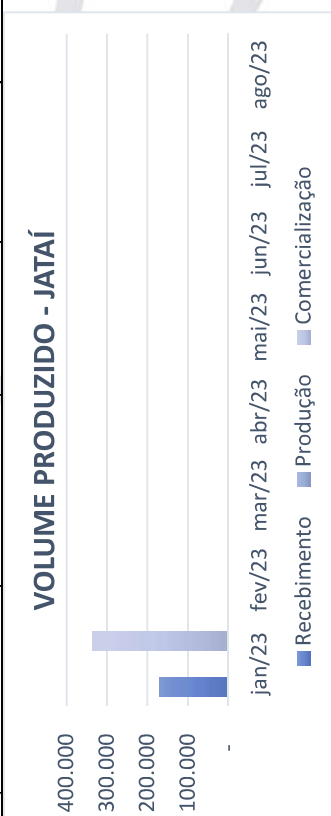 VOLUME PRODUZIDO - JATAÍ
400.000
300.000
200.000
100.000
-
jan/23 fev/23 mar/23 abr/23 mai/23 jun/23 jul/23 ago/23
Recebimento Produção Comercialização